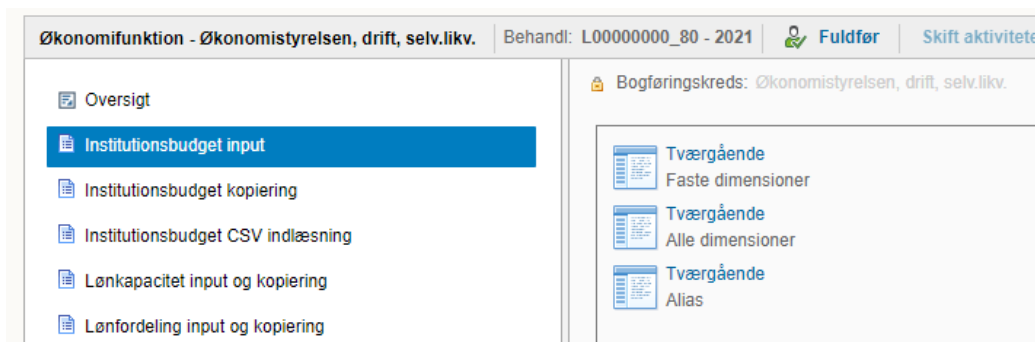 Økonomifunktion - Økonomistyrelsen, drift, selv.likv. Behandl: L00000000_80 - 2021 Fuldfør Skift aktivitete
Oversigt
Institutionsbudget input
Institutionsbudget kopiering
Institutionsbudget CSV indlæsning
Lønkapacitet input og kopiering
Lønfordeling input og kopiering
Bogføringskreds: Økonomistyrelsen, drift, selv.likv.
Tværgående
Faste dimensioner
Tværgående
Alle dimensioner
Tværgående
Alias